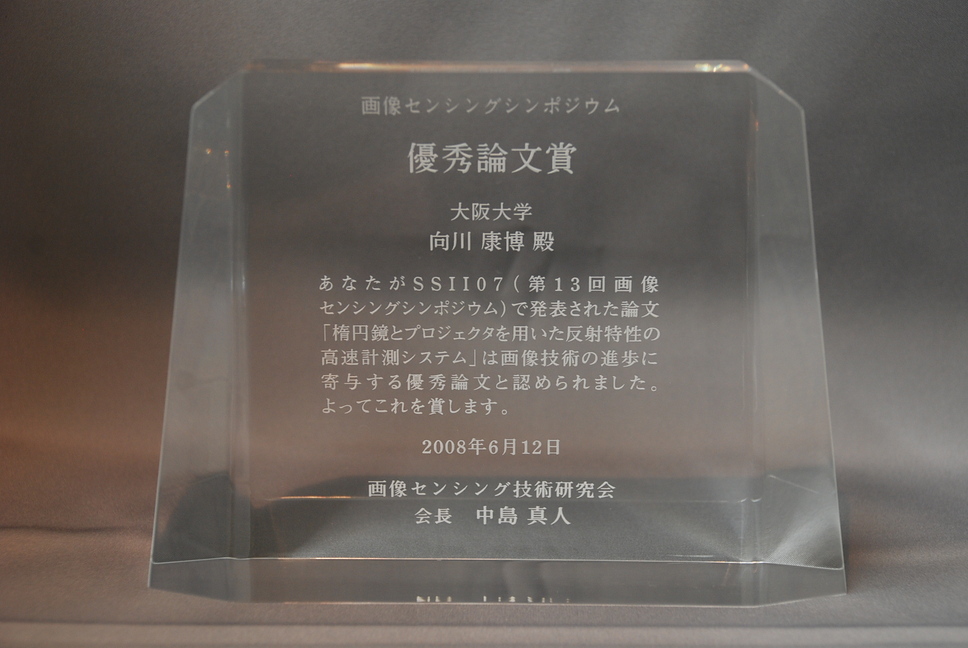 画像センシングシンポジウム
優秀論文賞
大阪大学
向川 康博 殿
あなたがSSII07(第13回画像
センシングシンポジウム)で発表された論文
「楕円鏡とプロジェクタを用いた反射特性の
高速計測システム」は画像技術の進歩に
寄与する優秀論文と認められました。
よってこれを賞します。
2008年6月12日
画像センシング技術研究会
会長 中島 真人